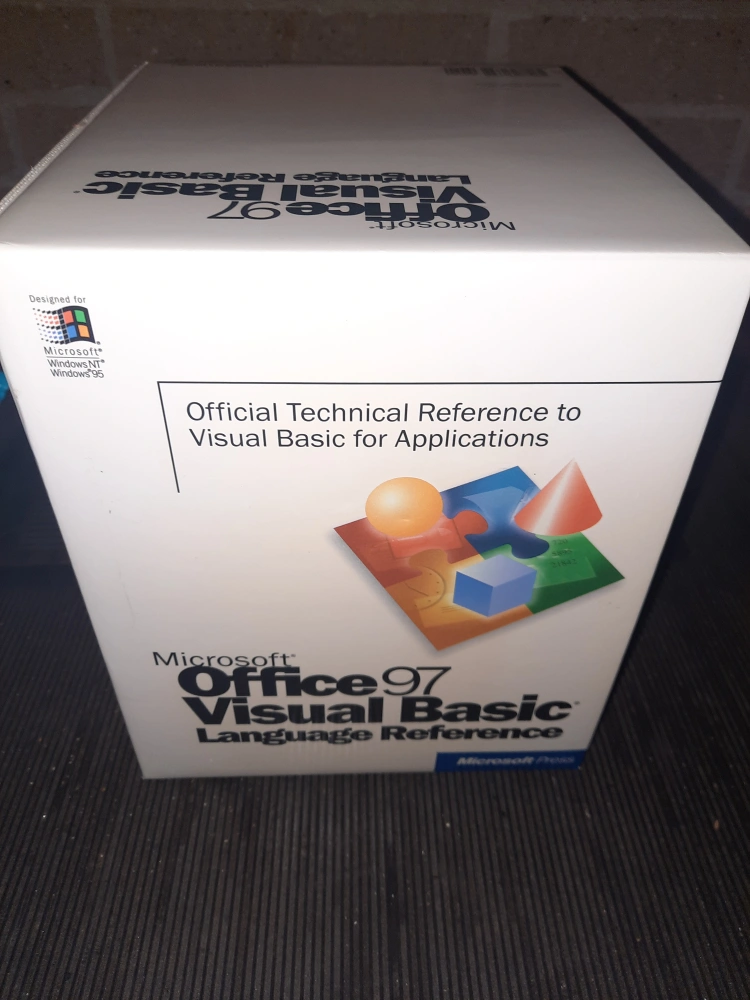 Microsoft®
Office 97
Visual Basic®
Language Reference
Designed for
Microsoft®
Windows NT®
Windows®95
Official Technical Reference to
Visual Basic for Applications
Microsoft®
Office 97
Visual Basic®
Language Reference
Microsoft Press